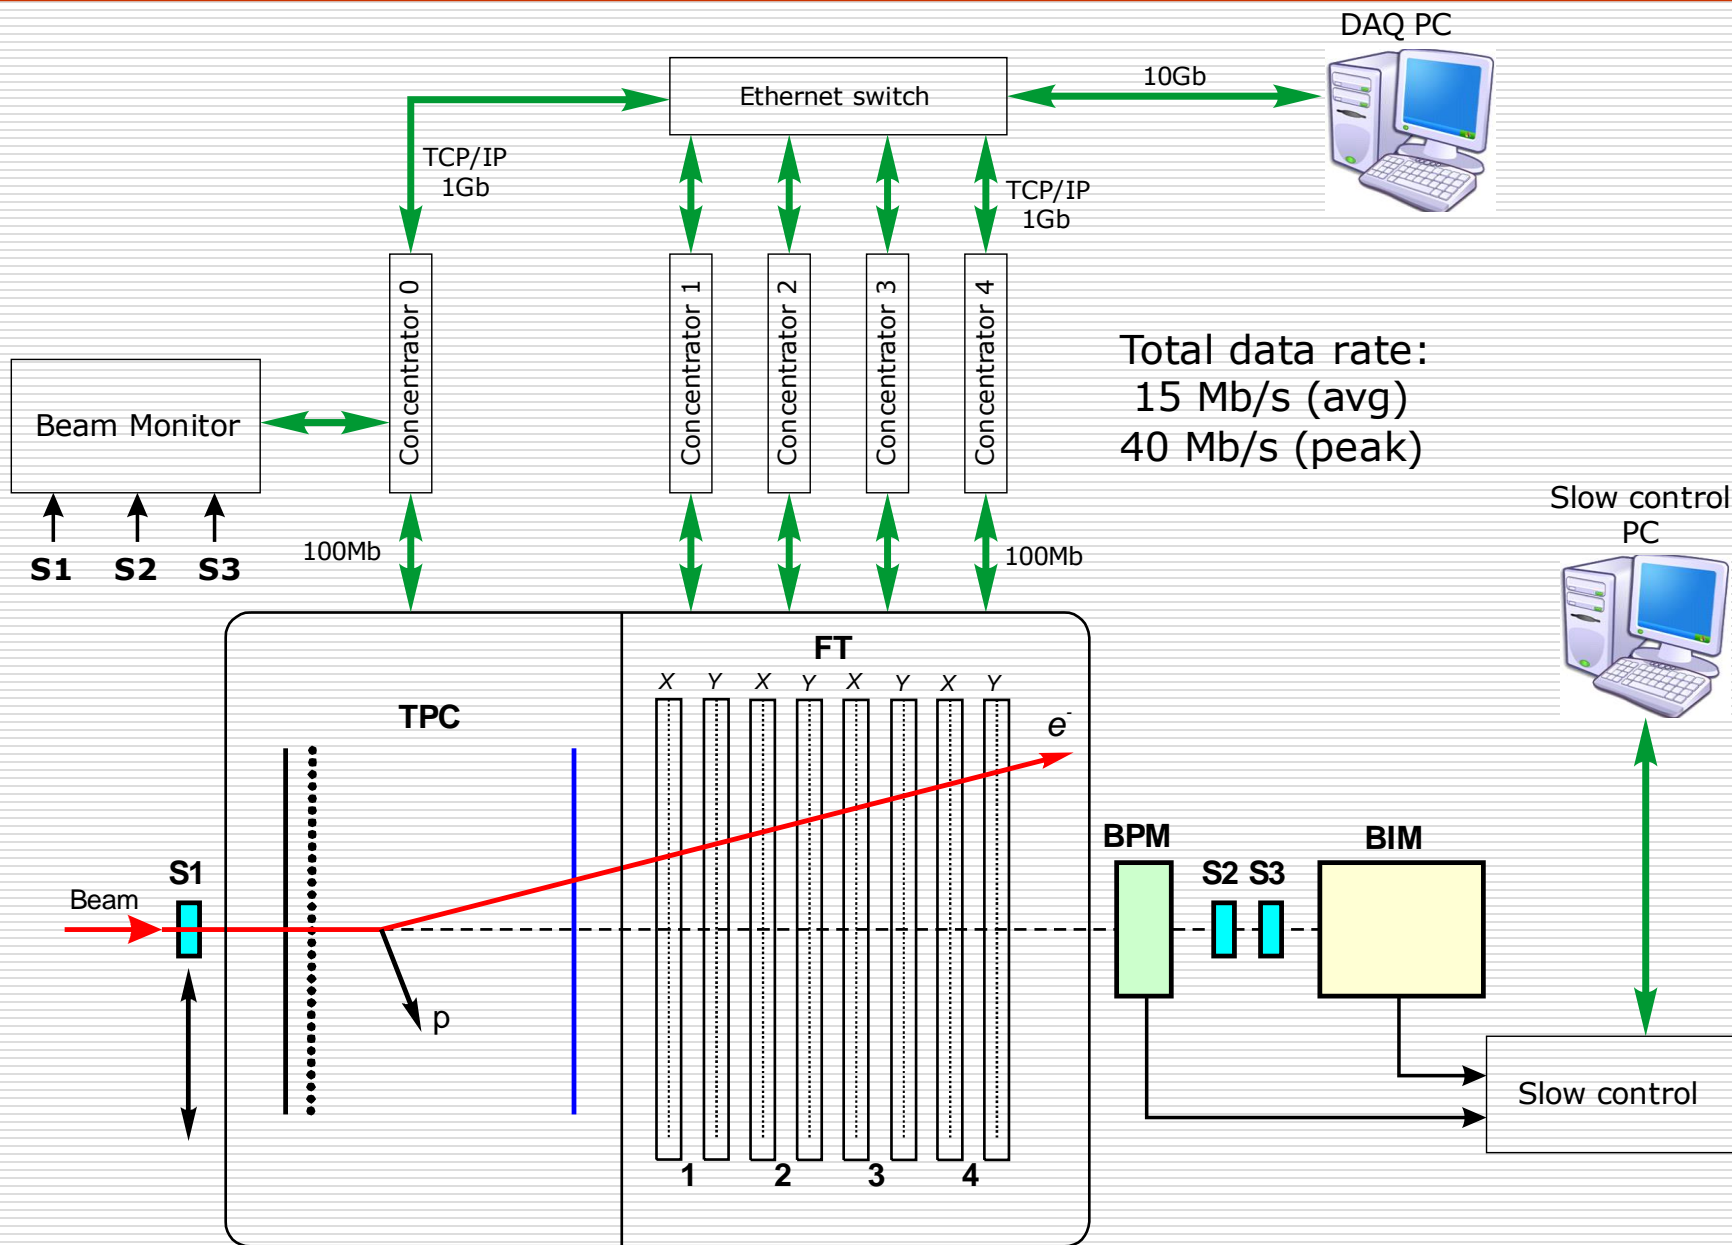 DAQ PC
Ethernet switch
10Gb
TCP/IP
1Gb
TCP/IP
1Gb
Concentrator 0
Concentrator 1
Concentrator 2
Concentrator 3
Concentrator 4
Total data rate:
15 Mb/s (avg)
40 Mb/s (peak)
Beam Monitor
S1 S2 S3
100Mb
100Mb
Slow control
PC
FT
X Y X Y X Y X Y
TPC
e-
BPM
BIM
S1
S2 S3
Beam
p
Slow control
1 2 3 4